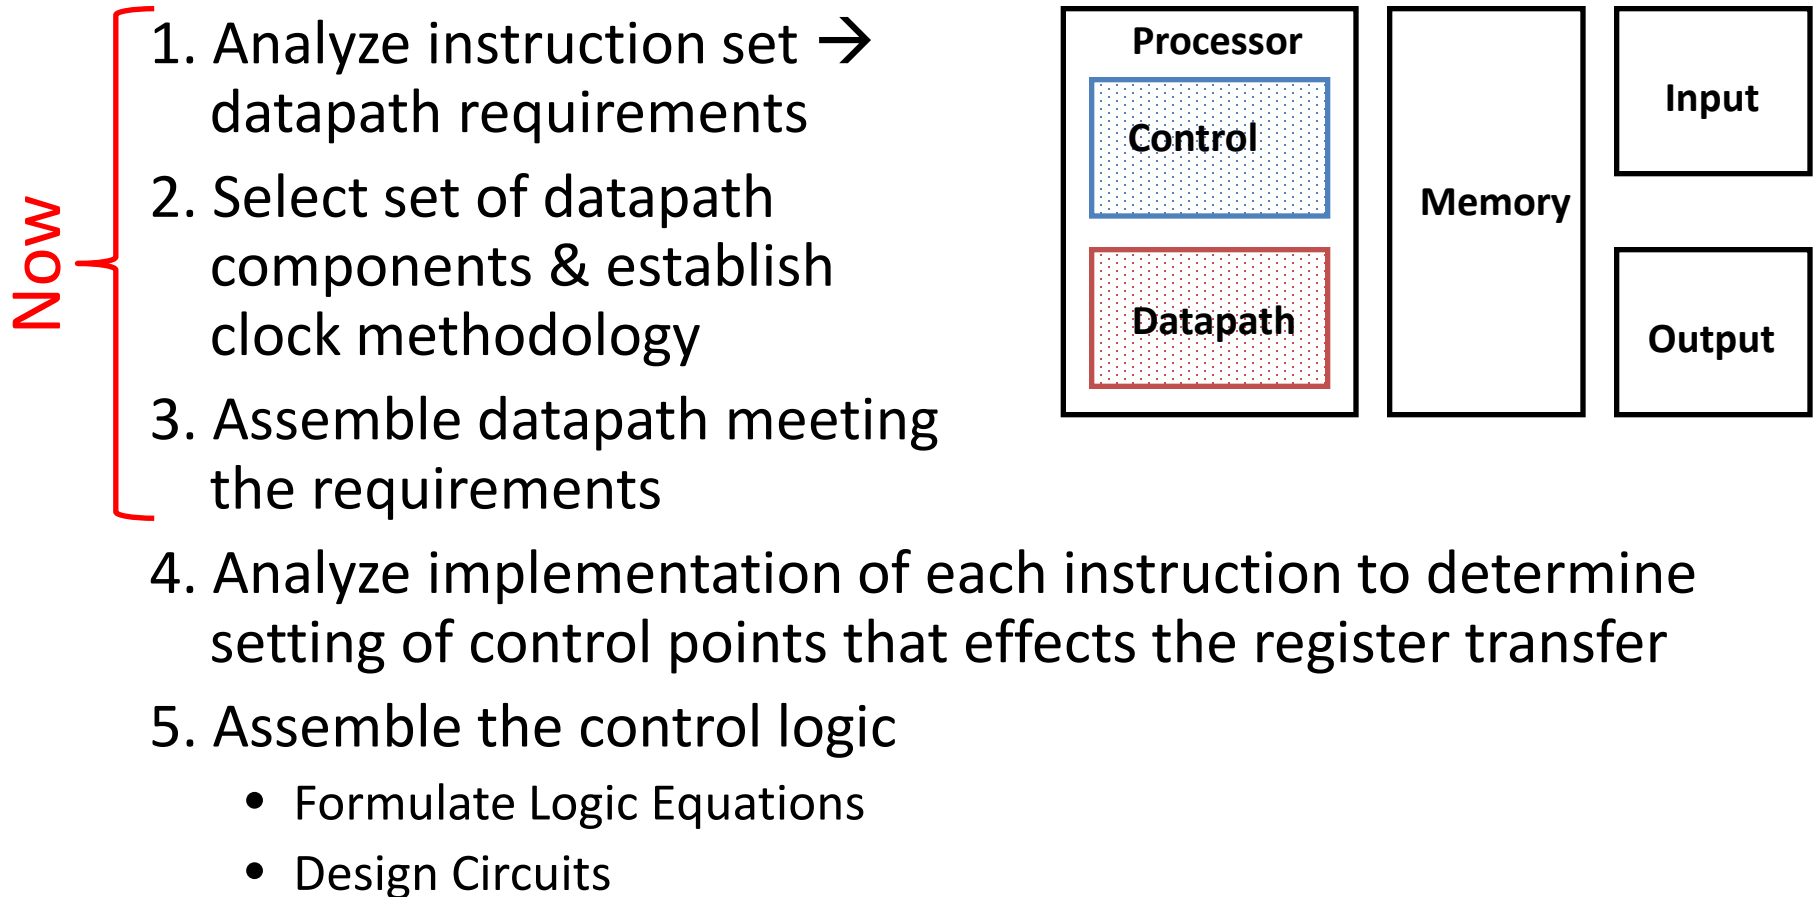 Now
1. Analyze instruction set →
datapath requirements
2. Select set of datapath
components & establish
clock methodology
3. Assemble datapath meeting
the requirements
4. Analyze implementation of each instruction to determine
setting of control points that effects the register transfer
5. Assemble the control logic
• Formulate Logic Equations
• Design Circuits
Processor
Control
Datapath
Memory
Input
Output